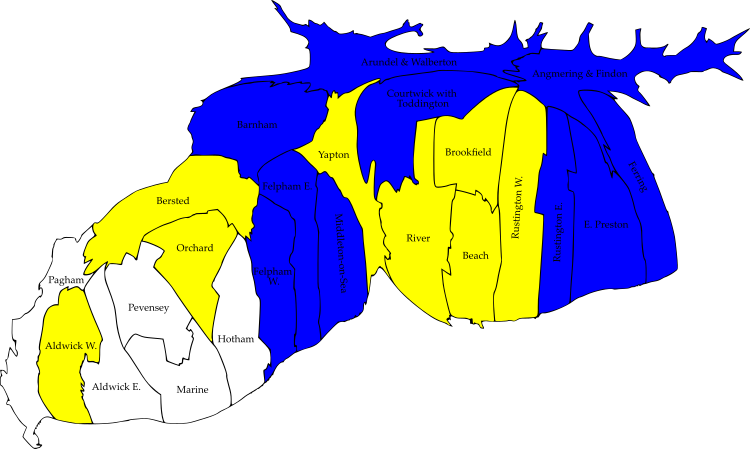 Arundel & Walberton
Angmering & Findon
Courtwick with
Toddington
Barnham
Yapton
Brookfield
Ferring
Felpham E.
Bersted
Rustington W.
Middleton-on-Sea
Rustington E.
E. Preston
River
Orchard
Beach
Felpham
W.
Pagham
Pevensey
Hotham
Aldwick W.
Aldwick E.
Marine